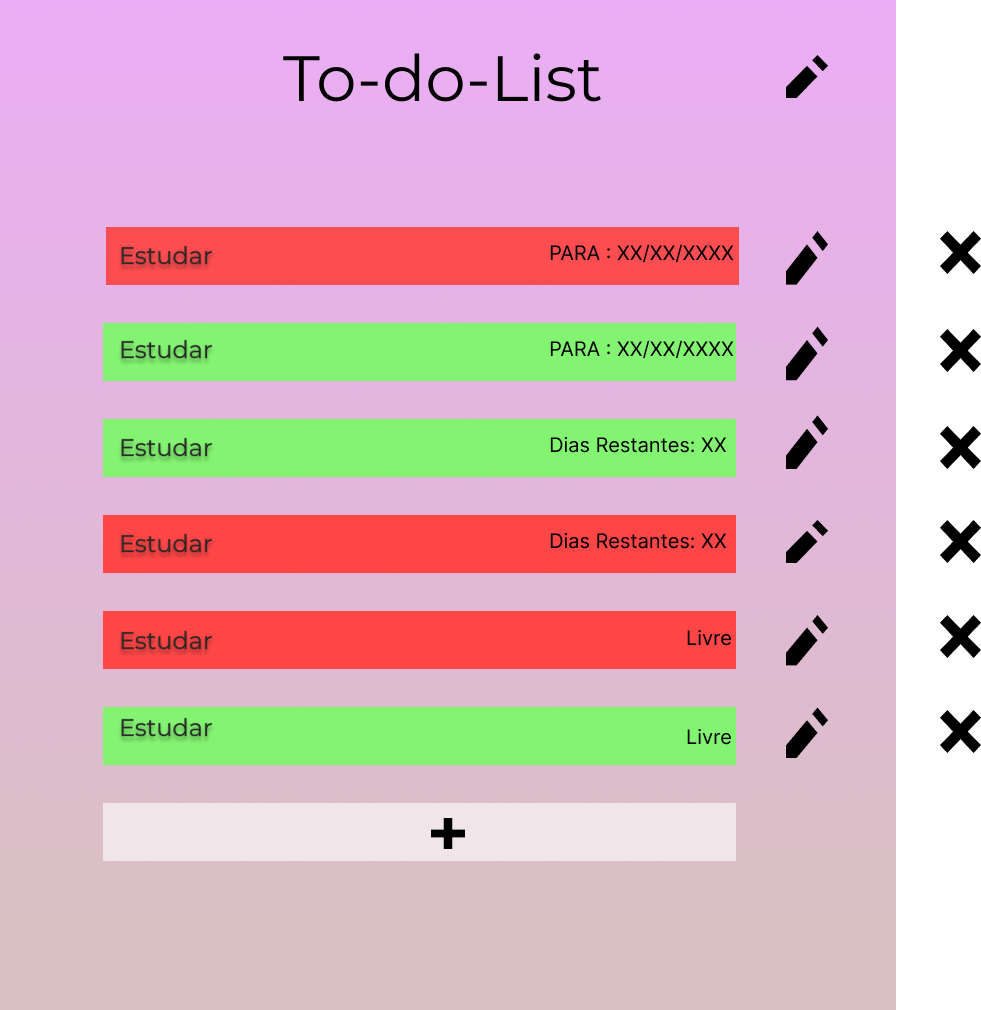 To-do-List
Estudar PARA : XX/XX/XXXX
Estudar PARA : XX/XX/XXXX
Estudar Dias Restantes: XX
Estudar Dias Restantes: XX
Estudar Livre
Estudar Livre